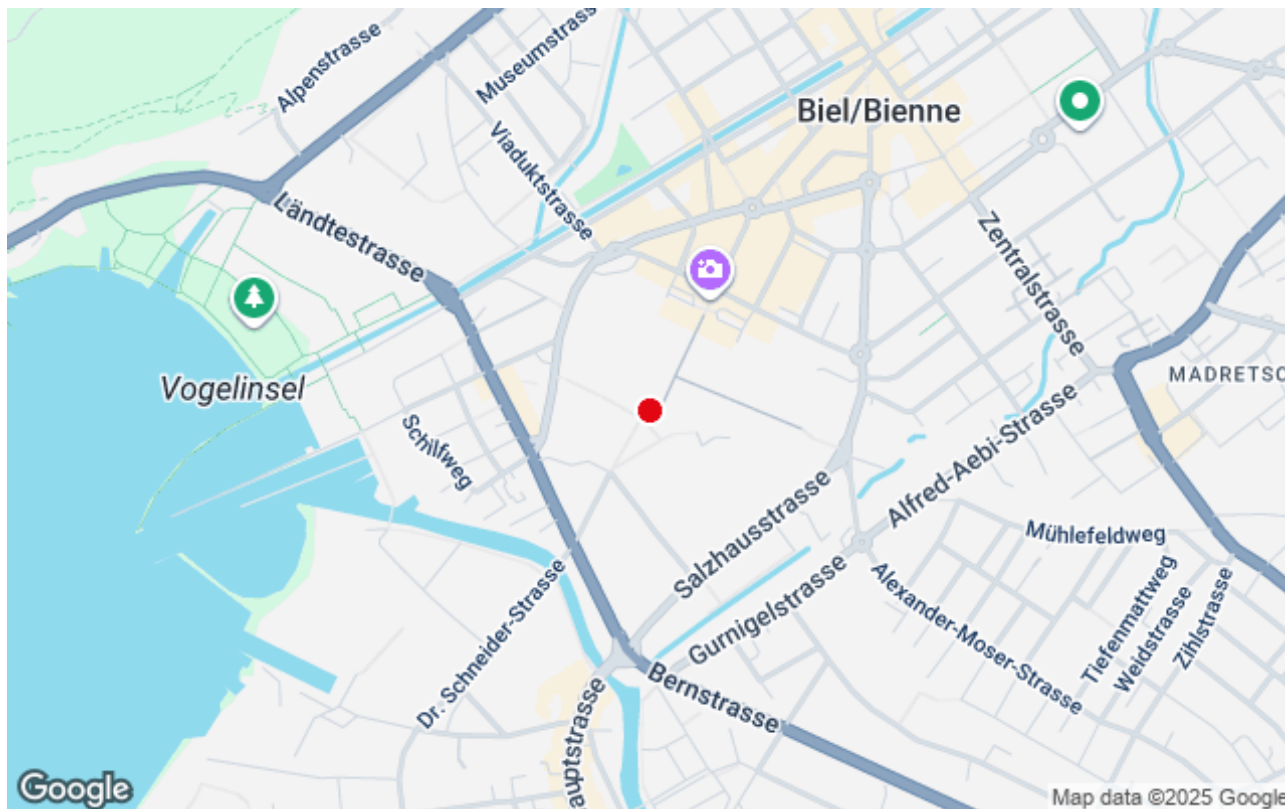 Alpenstrasse
Museumstrasse
Biel/Bienne
Viaduktstrasse
Ländtestrasse
Zentralstrasse
Vogelinsel
MADRETSC
Schilfweg
Alfred-Aebi-Strasse
Salzhausstrasse
Mühlefeldweg
Gurnigelstrasse
Dr. Schneider-Strasse
Alexander-Moser-Strasse
Tiefenmattweg
Weidstrasse
Zihlstrasse
Bernstrasse
auptstrasse
Google
Map data ©2025 Google